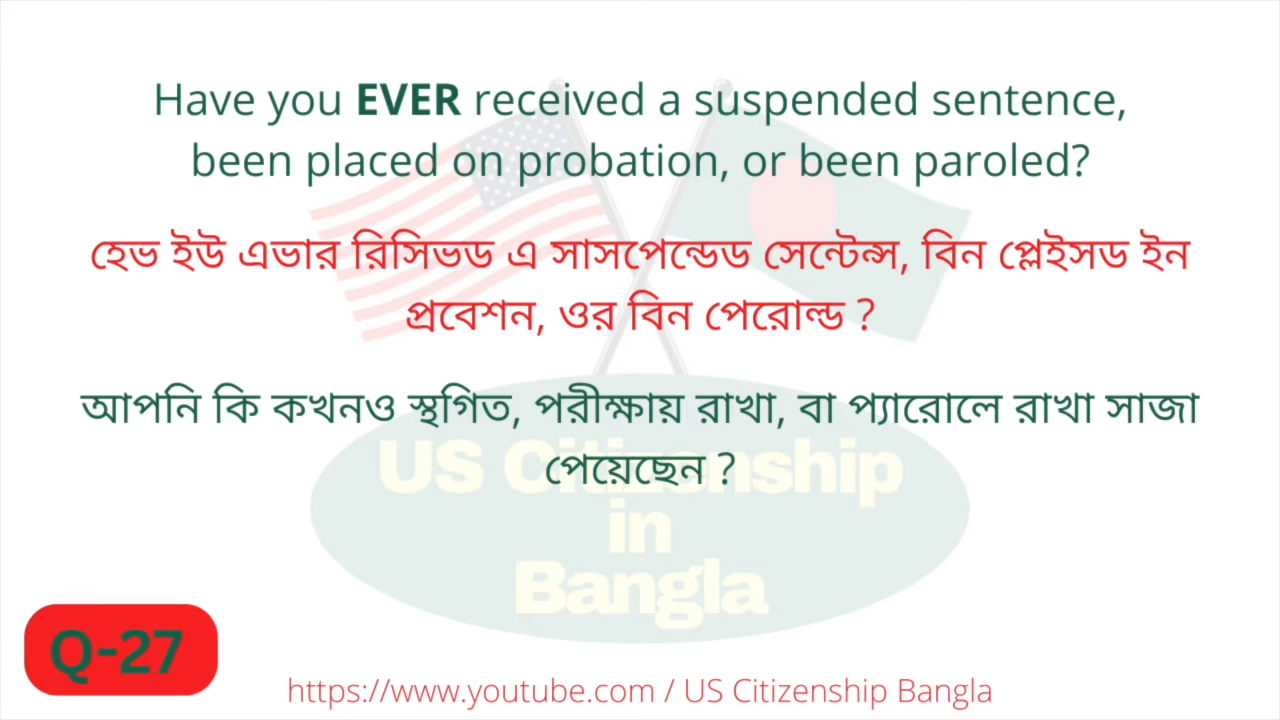 Have you EVER received a suspended sentence,
been placed on probation, or been paroled?
হেভ ইউ এভার রিসিভড এ সাসপেন্ডেড সেন্টেন্স, বিন প্লেইসড ইন
প্রবেশন, ওর বিন পেরোল্ড ?
আপনি কি কখনও স্থগিত, পরীক্ষায় রাখা, বা প্যারোলে রাখা সাজা
পেয়েছেন ?
US Citizenship
in
Bangla
Q-27
https://www.youtube.com / US Citizenship Bangla